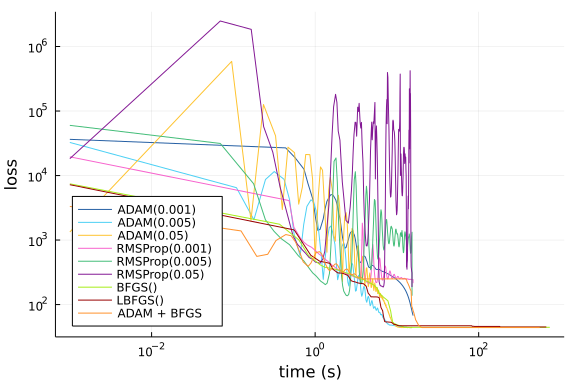 10⁶
10⁵
10⁴
10³
10²
loss
ADAM(0.001)
ADAM(0.005)
ADAM(0.05)
RMSProp(0.001)
RMSProp(0.005)
RMSProp(0.05)
BFGS()
LBFGS()
ADAM + BFGS
10⁻² 10⁰ 10²
time (s)